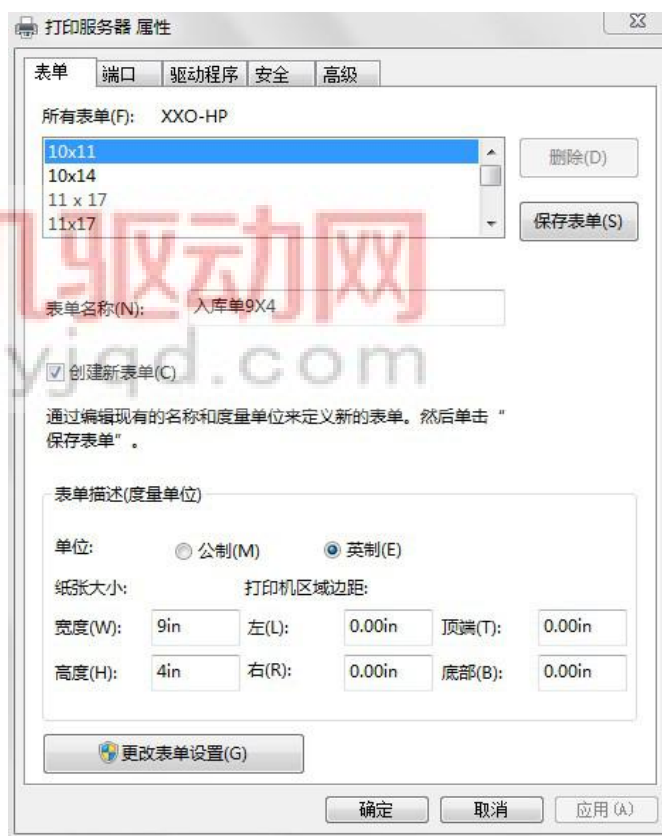 打印服务器 属性
表单 端口 驱动程序 安全 高级
所有表单(F): XXO-HP
10x11
10x14
11 x 17
11x17
删除(D)
保存表单(S)
驱动网
表单名称(N): 入库单9X4
yjqd.com
创建新表单(C)
通过编辑现有的名称和度量单位来定义新的表单。然后单击“
保存表单”。
表单描述(度量单位)
单位: 公制(M) 英制(E)
纸张大小: 打印机区域边距:
宽度(W): 9in 左(L): 0.00in 顶端(T): 0.00in
高度(H): 4in 右(R): 0.00in 底部(B): 0.00in
更改表单设置(G)
确定 取消 应用(A)